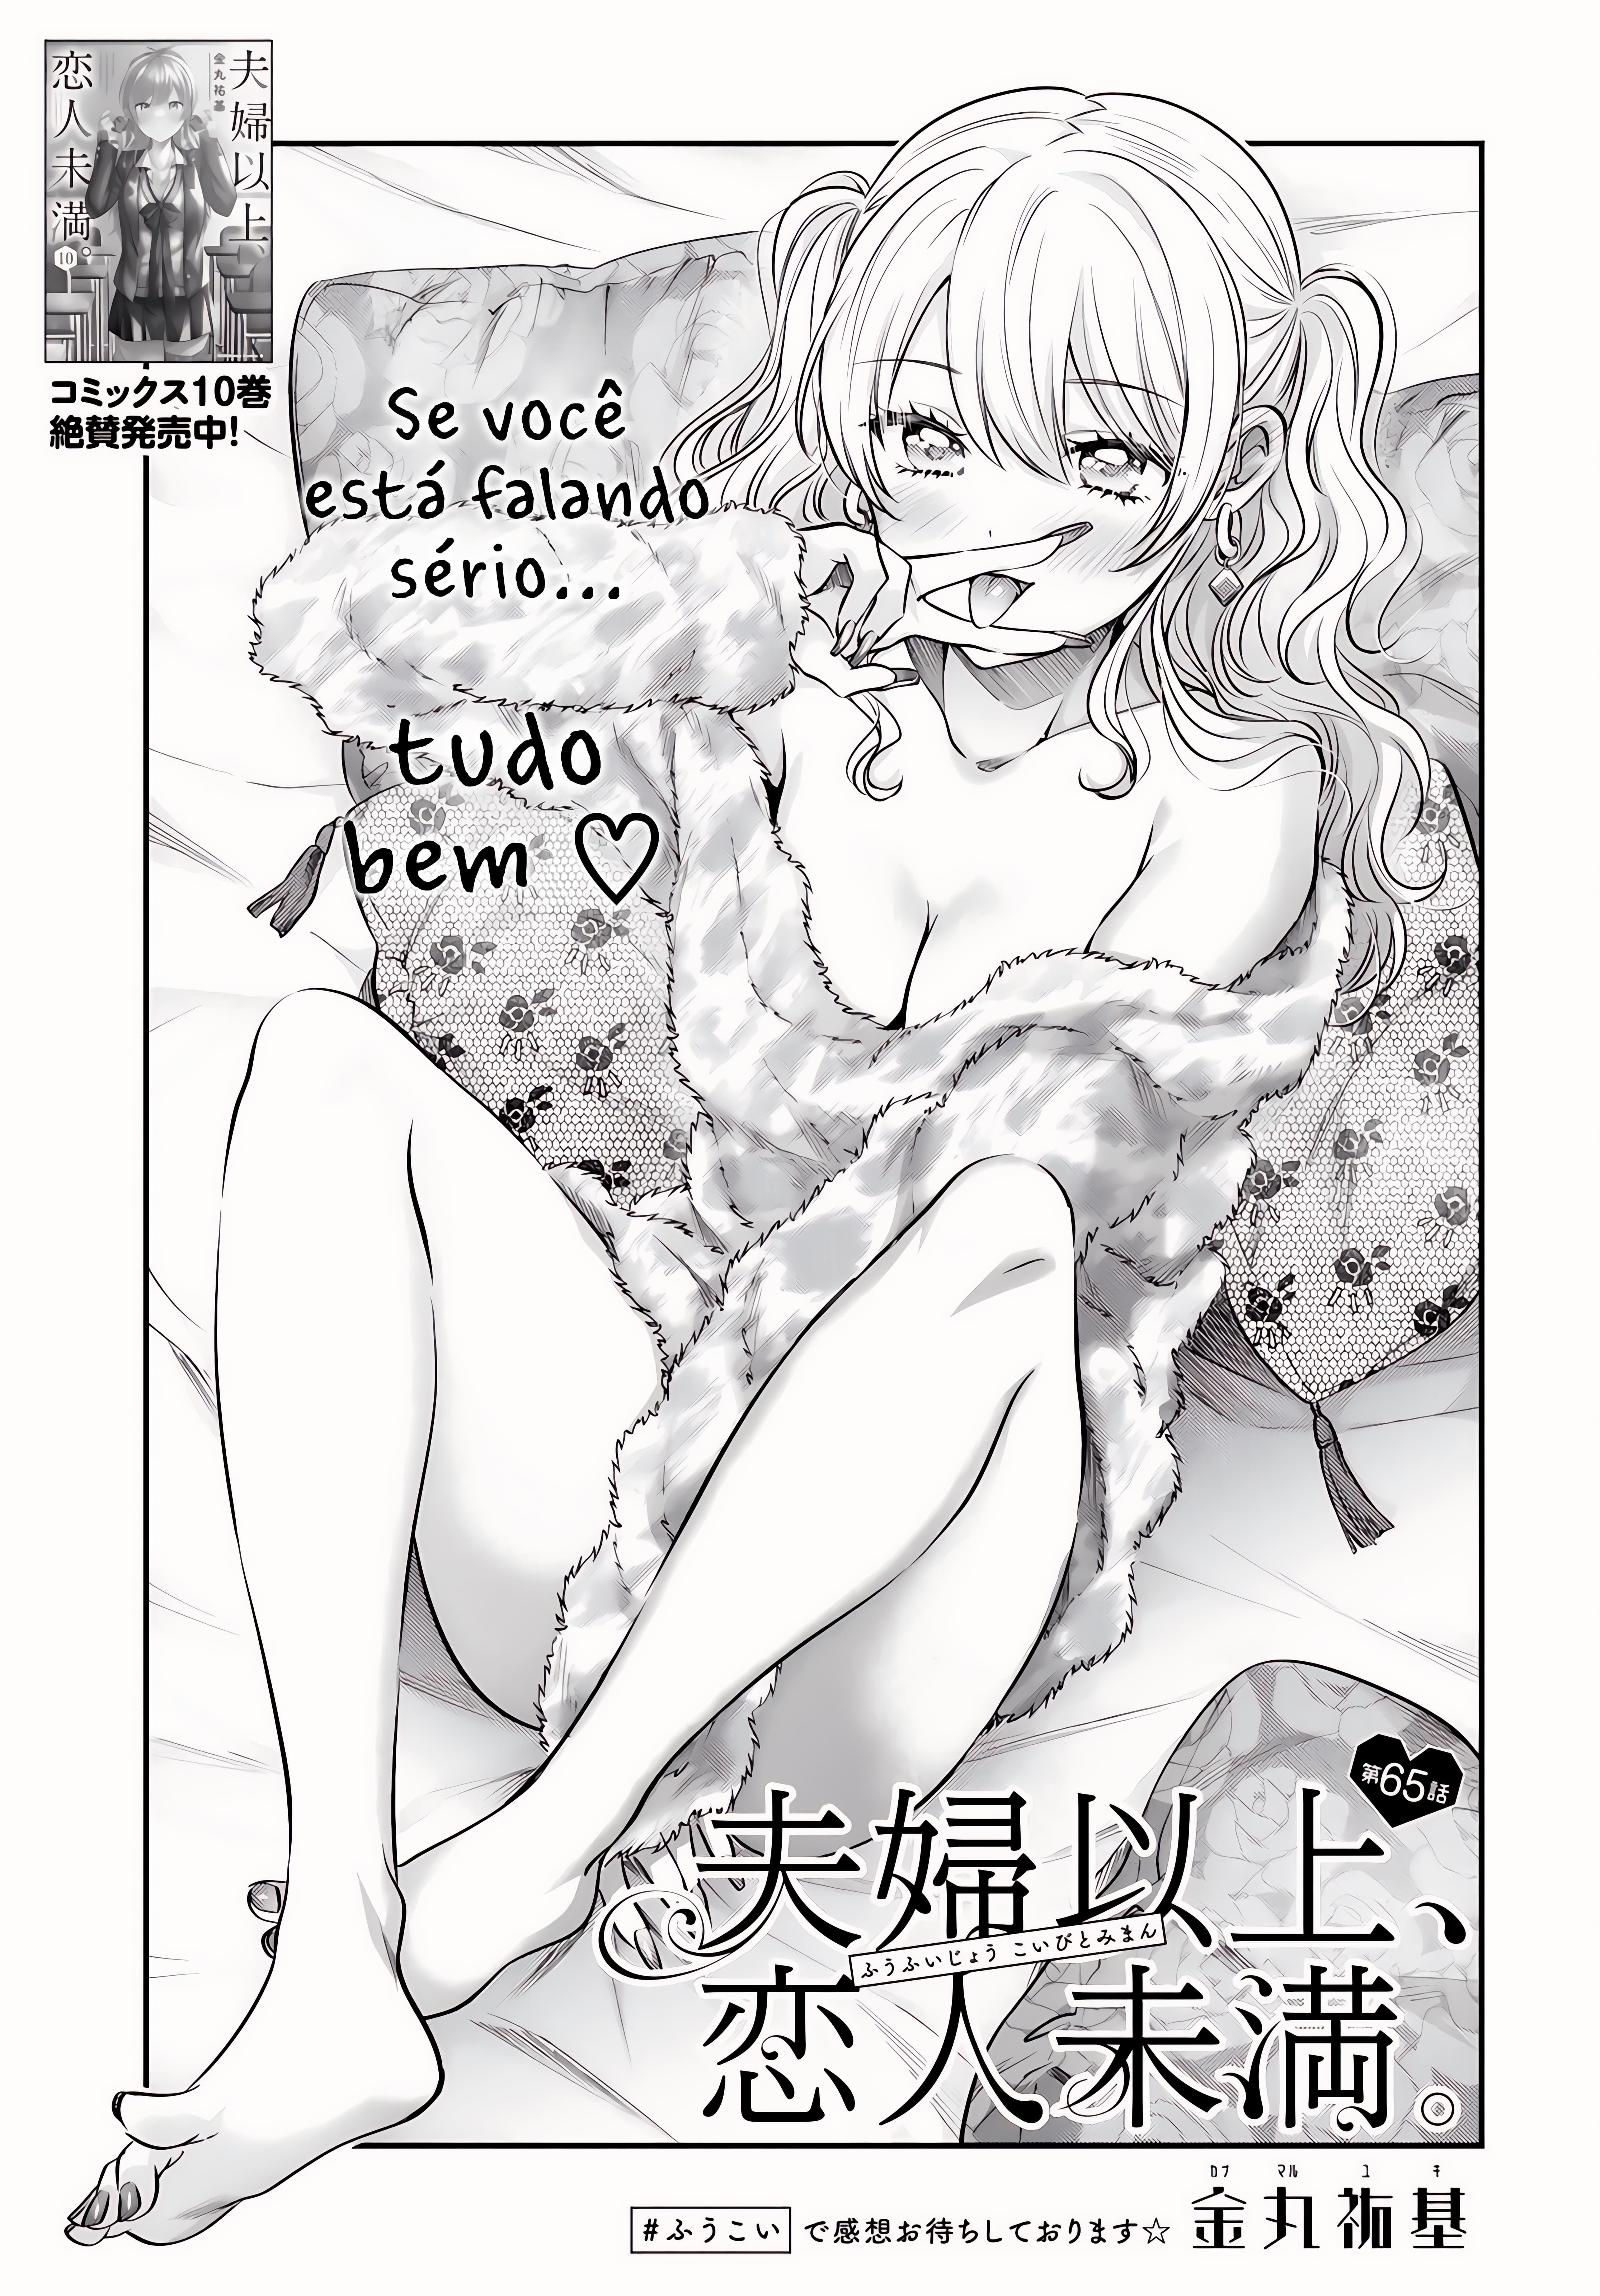 夫婦以上、
恋人未満。
金丸祐基
10
コミックス10巻
絶賛発売中!
Se você
está falando
sério...
tudo
bem ♡
第65話
夫婦以上、
ふうふいじょう こいびとみまん
恋人未満。
カナ マル ユ キ
金丸祐基
#ふうこい で感想お待ちしております☆